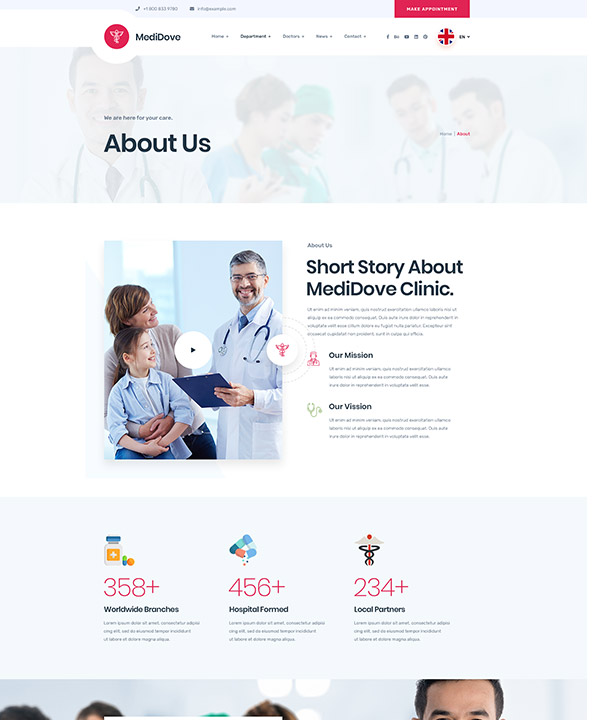 +1 800 833 9780 info@example.com MAKE APPOINTMENT
MediDove Home + Department + Doctors + News + Contact + EN
We are here for your care.
About Us
Home | About
About Us
Short Story About
MediDove Clinic.
Ut enim ad minim veniam, quis nostrud exercitation ullamco laboris nisi ut
aliquip ex ea commodo consequat. Duis aute irure dolor in reprehenderit in
voluptate velit esse cillum dolore eu fugiat nulla pariatur. Excepteur sint
occaecat cupidatat non proident, sunt in culpa qui officia.
Our Mission
Ut enim ad minim veniam, quis nostrud exercitation ullamco
laboris nisi ut aliquip ex ea commodo consequat. Duis aute
irure dolor in reprehenderit in voluptate velit esse.
Our Vission
Ut enim ad minim veniam, quis nostrud exercitation ullamco
laboris nisi ut aliquip ex ea commodo consequat. Duis aute
irure dolor in reprehenderit in voluptate velit esse.
358+ 456+ 234+
Worldwide Branches Hospital Formed Local Partners
Lorem ipsum dolor sit amet, consectetur adipisi
cing elit, sed do eiusmod tempor incididunt
ut labore et dolore magna aliqua.
Lorem ipsum dolor sit amet, consectetur adipisi
cing elit, sed do eiusmod tempor incididunt
ut labore et dolore magna aliqua.
Lorem ipsum dolor sit amet, consectetur adipisi
cing elit, sed do eiusmod tempor incididunt
ut labore et dolore magna aliqua.